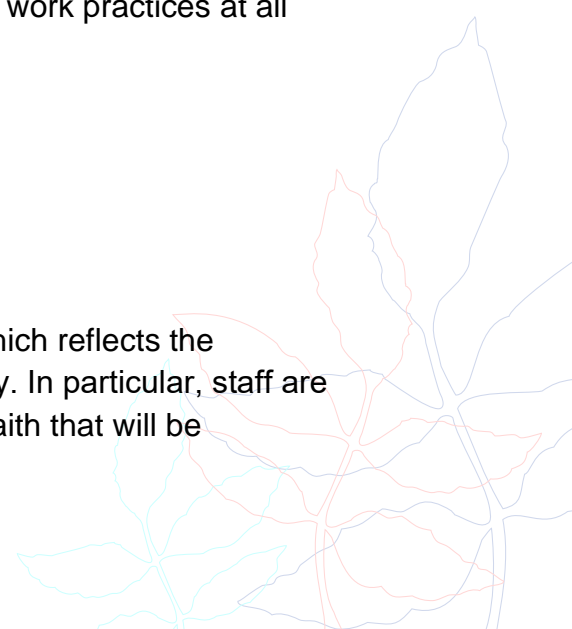 work practices at all
hich reflects the
y. In particular, staff are
aith that will be